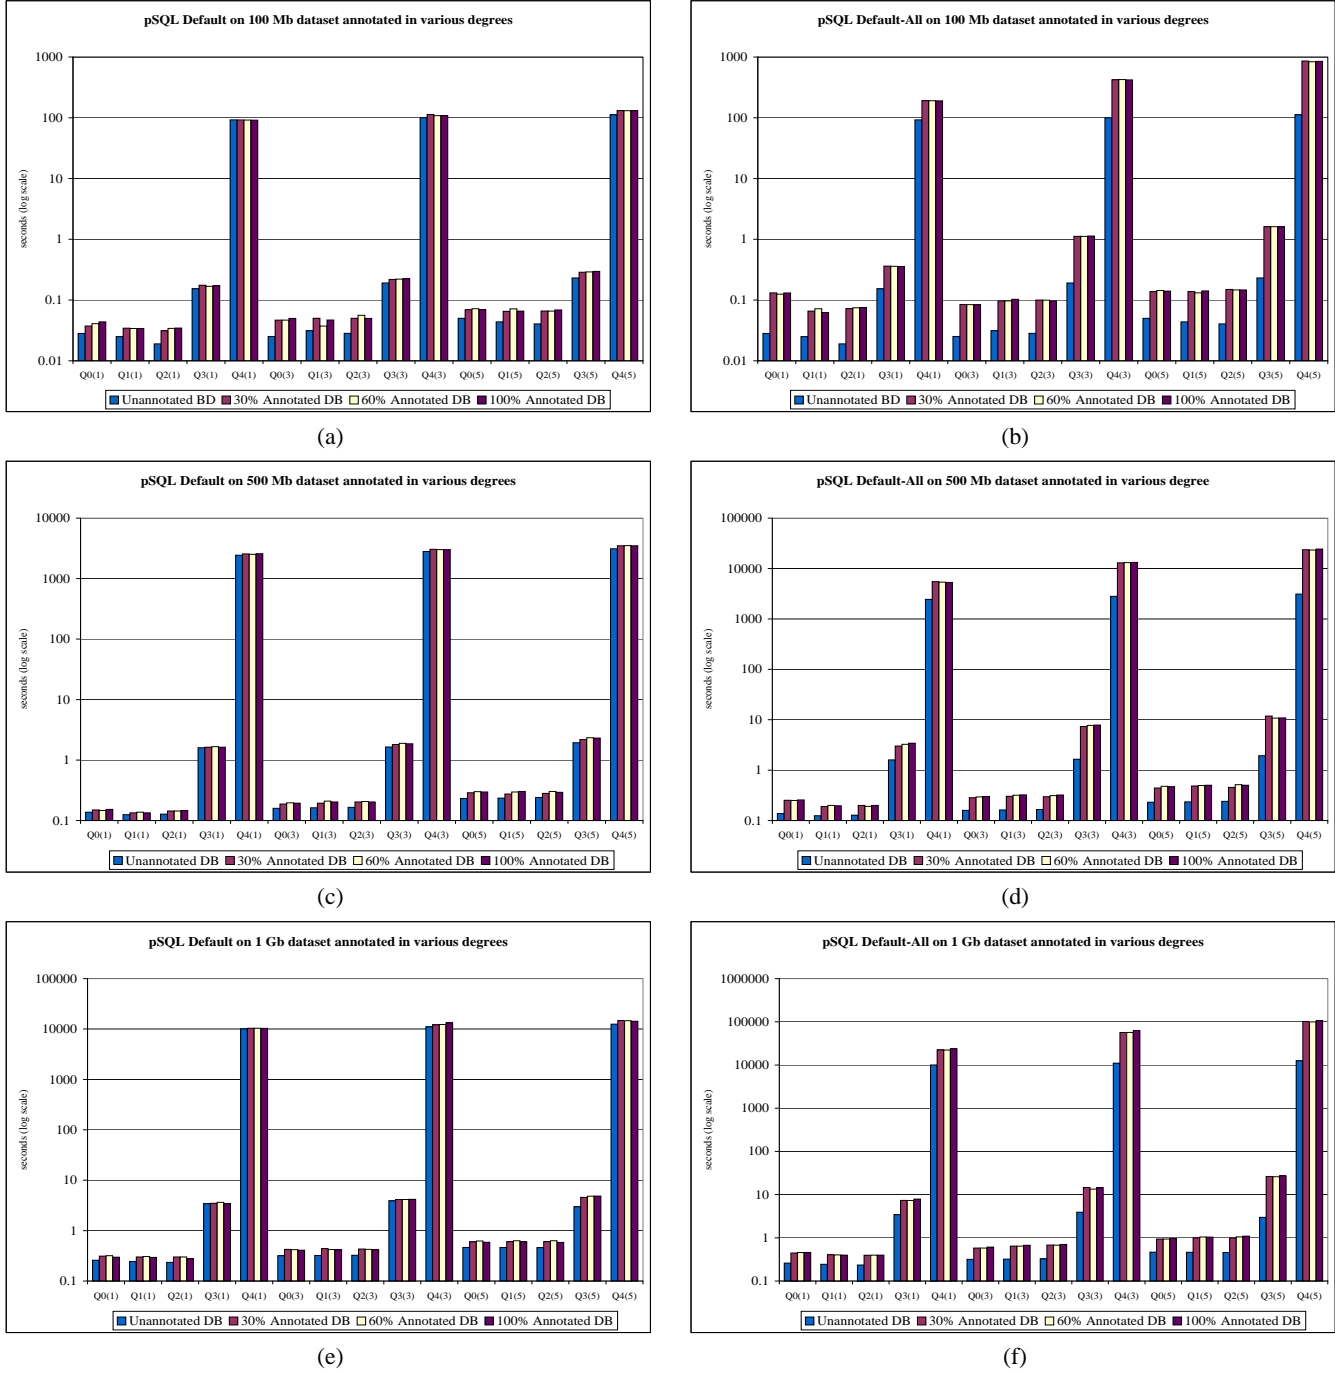 pSQL Default on 100 Mb dataset annotated in various degrees
1000
100
10
1
0.1
0.01
seconds (log scale)
Q0(1) Q1(1) Q2(1) Q3(1) Q4(1) Q0(3) Q1(3) Q2(3) Q3(3) Q4(3) Q0(5) Q1(5) Q2(5) Q3(5) Q4(5)
Unannotated BD 30% Annotated DB 60% Annotated DB 100% Annotated DB
(a)
pSQL Default-All on 100 Mb dataset annotated in various degrees
1000
100
10
1
0.1
0.01
seconds (log scale)
Q0(1) Q1(1) Q2(1) Q3(1) Q4(1) Q0(3) Q1(3) Q2(3) Q3(3) Q4(3) Q0(5) Q1(5) Q2(5) Q3(5) Q4(5)
Unannotated BD 30% Annotated DB 60% Annotated DB 100% Annotated DB
(b)
pSQL Default on 500 Mb dataset annotated in various degrees
10000
1000
100
10
1
0.1
seconds (log scale)
Q0(1) Q1(1) Q2(1) Q3(1) Q4(1) Q0(3) Q1(3) Q2(3) Q3(3) Q4(3) Q0(5) Q1(5) Q2(5) Q3(5) Q4(5)
Unannotated DB 30% Annotated DB 60% Annotated DB 100% Annotated DB
(c)
pSQL Default-All on 500 Mb dataset annotated in various degree
100000
10000
1000
100
10
1
0.1
seconds (log scale)
Q0(1) Q1(1) Q2(1) Q3(1) Q4(1) Q0(3) Q1(3) Q2(3) Q3(3) Q4(3) Q0(5) Q1(5) Q2(5) Q3(5) Q4(5)
Unannotated DB 30% Annotated DB 60% Annotated DB 100% Annotated DB
(d)
pSQL Default on 1 Gb dataset annotated in various degrees
100000
10000
1000
100
10
1
0.1
seconds (log scale)
Q0(1) Q1(1) Q2(1) Q3(1) Q4(1) Q0(3) Q1(3) Q2(3) Q3(3) Q4(3) Q0(5) Q1(5) Q2(5) Q3(5) Q4(5)
Unannotated DB 30% Annotated DB 60% Annotated DB 100% Annotated DB
(e)
pSQL Default-All on 1 Gb dataset annotated in various degrees
1000000
100000
10000
1000
100
10
1
0.1
seconds (log scale)
Q0(1) Q1(1) Q2(1) Q3(1) Q4(1) Q0(3) Q1(3) Q2(3) Q3(3) Q4(3) Q0(5) Q1(5) Q2(5) Q3(5) Q4(5)
Unannotated DB 30% Annotated DB 60% Annotated DB 100% Annotated DB
(f)